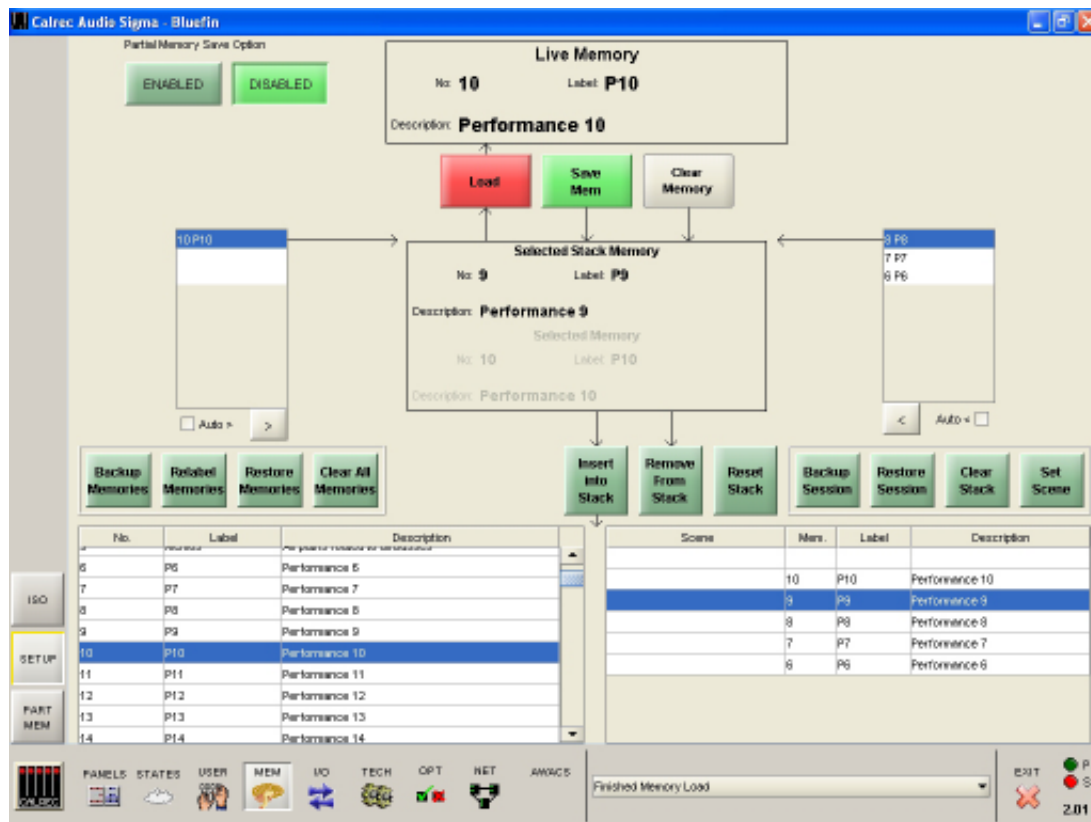 Calrec Audio Sigma - Bluefin
Partial Memory Save Option
ENABLED
DISABLED
Live Memory
No: 10 Label: P10
Description: Performance 10
Load
Save Mem
Clear Memory
10 P10
Selected Stack Memory
No: 9 Label: P9
Description: Performance 9
Selected Memory
No: 10 Label: P10
Description: Performance 10
8 P8
7 P7
6 P6
Auto >
>
<
Auto <
Backup Memories
Relabel Memories
Restore Memories
Clear All Memories
Insert Into Stack
Remove From Stack
Reset Stack
Backup Session
Restore Session
Clear Stack
Set Scene
No. Label Description
6 P6 Performance 6
7 P7 Performance 7
8 P8 Performance 8
9 P9 Performance 9
10 P10 Performance 10
11 P11 Performance 11
12 P12 Performance 12
13 P13 Performance 13
14 P14 Performance 14
Scene Mem. Label Description
10 P10 Performance 10
9 P9 Performance 9
8 P8 Performance 8
7 P7 Performance 7
6 P6 Performance 6
ISO
SETUP
PART MEM
CALREC
PANELS STATES USER MEM I/O TECH OPT NET AWACS
Finished Memory Load
EXIT
P
S
2.01